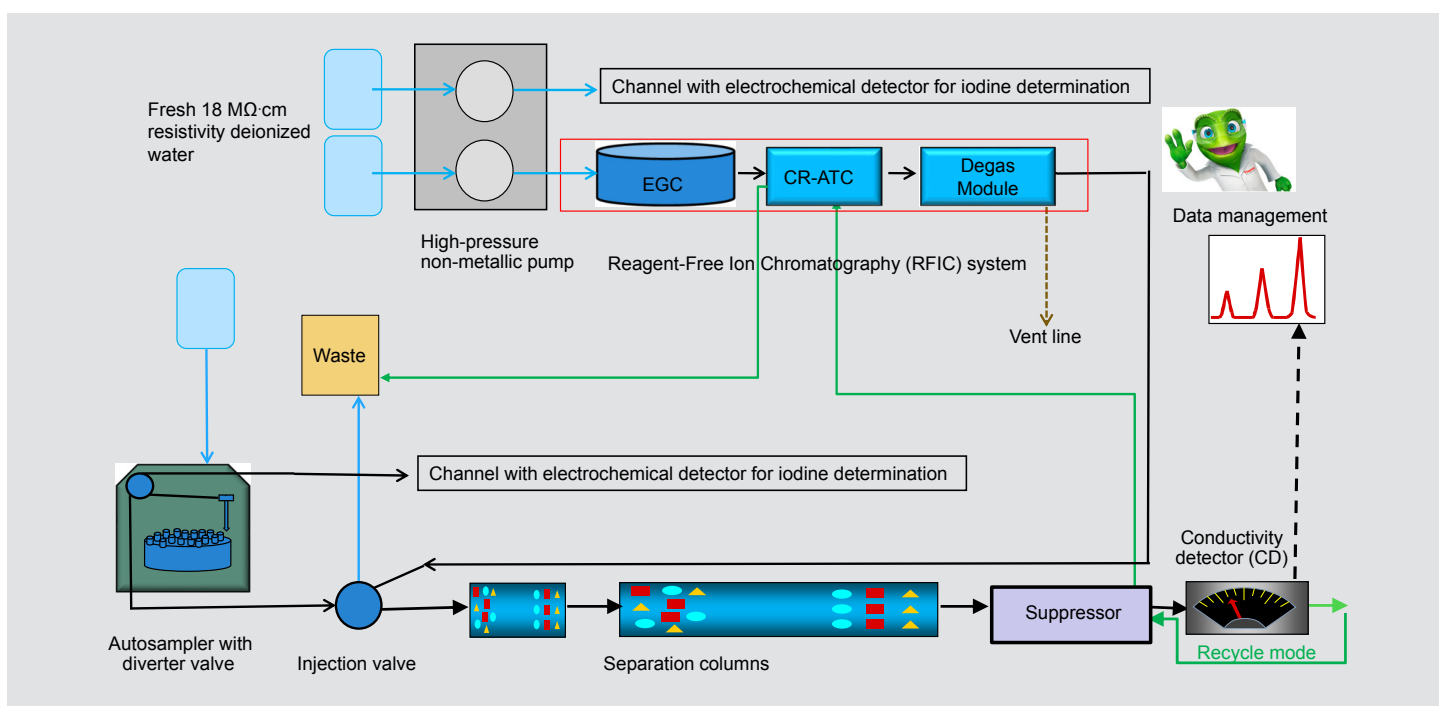 Channel with electrochemical detector for iodine determination
Fresh 18 MΩ·cm
resistivity deionized
water
EGC
CR-ATC
Degas
Module
Data management
High-pressure
non-metallic pump
Reagent-Free Ion Chromatography (RFIC) system
Vent line
Waste
Channel with electrochemical detector for iodine determination
Conductivity
detector (CD)
Suppressor
Recycle mode
Autosampler with
diverter valve
Injection valve
Separation columns